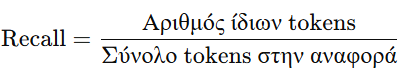 Recall = Αριθμός ίδιων tokens
Σύνολο tokens στην αναφορά